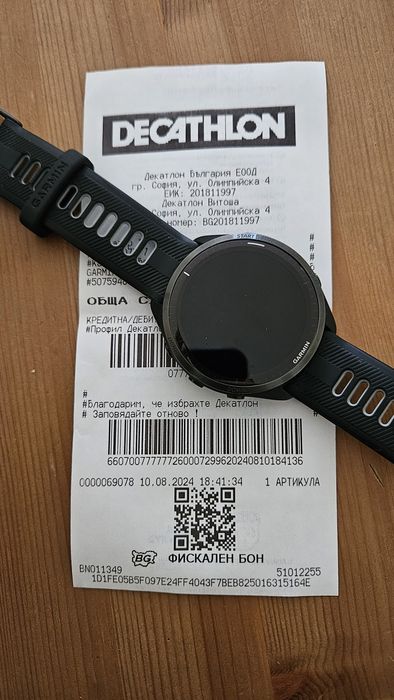 DECATHLON
Декатлон България ЕООД
гр. София, ул. Олимпийска 4
ЕИК: 201811997
Декатлон Витоша
София, ул. Олимпийска 4
номер: BG201811997
GARMIN
START
#
#
ОБЩА
КРЕДИТНА/ДЕБИ
#Профил Декатл
GARMIN
#
#Благодарим, че избрахте Декатлон
# Заповядайте отново ! #
660700777777260007299620240810184136
0000069078 10.08.2024 18:41:34 1 АРТИКУЛА
BG ФИСКАЛЕН БОН
BN011349 51012255
1D1FE05B5F097E24FF4043F7BEB825016315164E